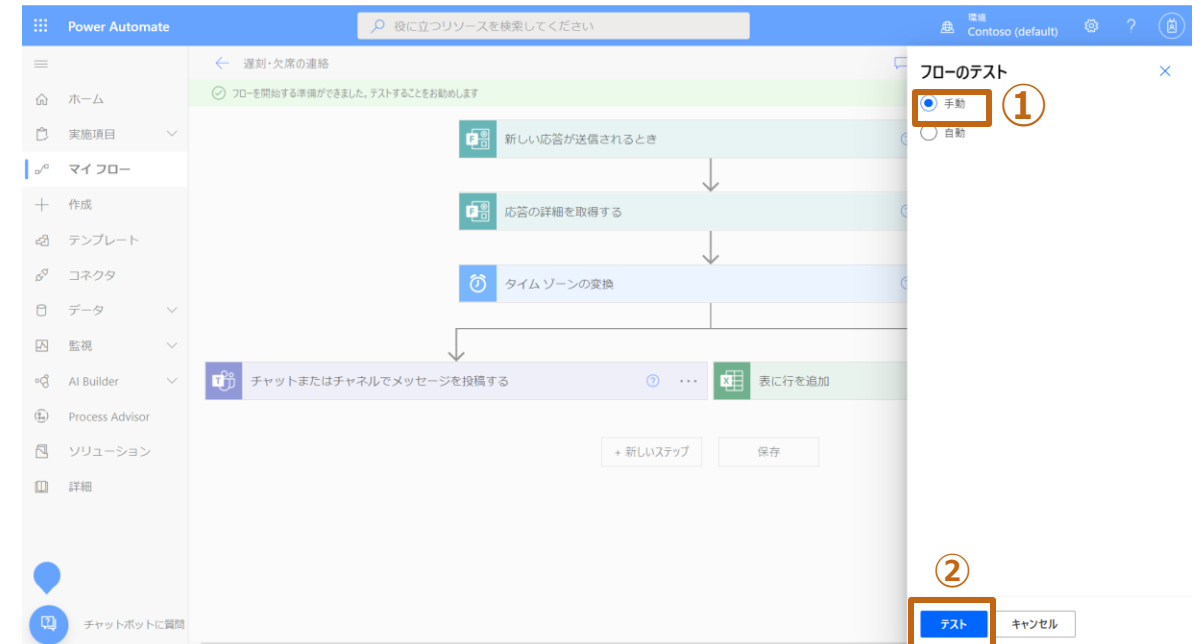 Power Automate
役に立つリソースを検索してください
環境
Contoso (default)
ホーム
実施項目
マイ フロー
作成
テンプレート
コネクタ
データ
監視
AI Builder
Process Advisor
ソリューション
詳細
チャットボットに質問
遅刻・欠席の連絡
フローを開始する準備ができました。テストすることをお勧めします
新しい応答が送信されるとき
応答の詳細を取得する
タイム ゾーンの変換
チャットまたはチャネルでメッセージを投稿する
表に行を追加
+ 新しいステップ
保存
フローのテスト
手動
①
自動
②
テスト
キャンセル